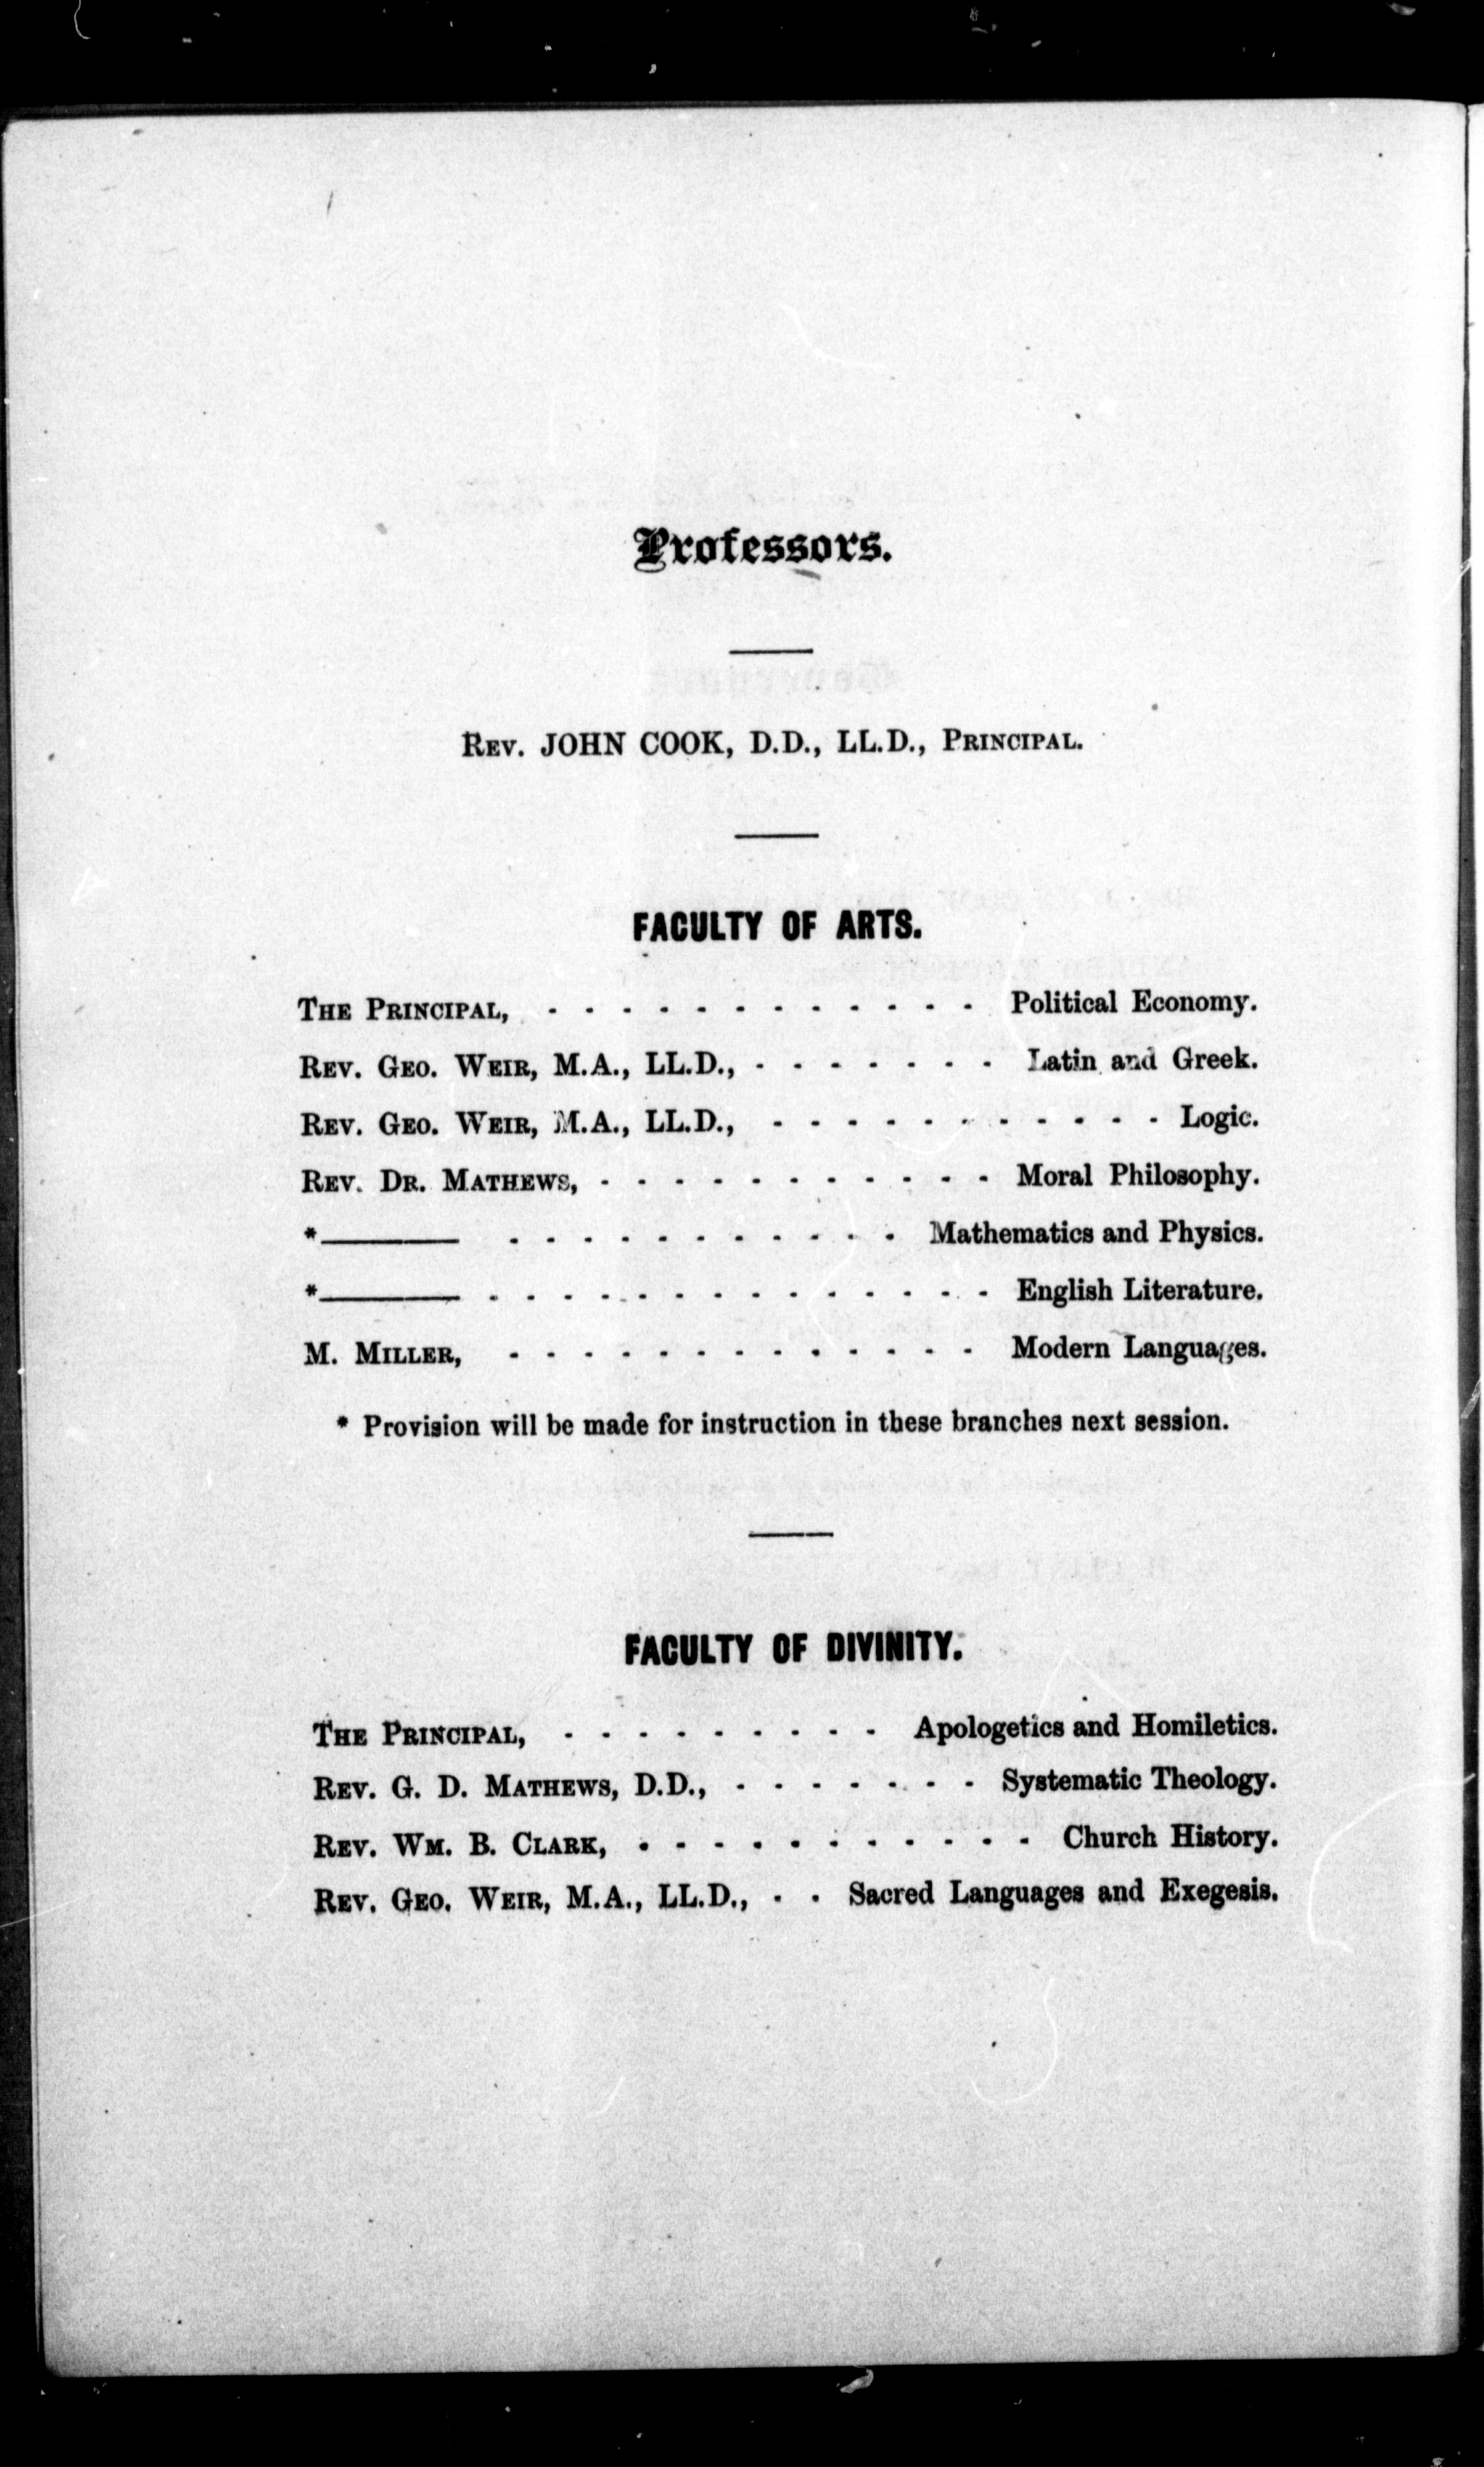 Professors.
REV. JOHN COOK, D.D., LL.D., PRINCIPAL.
FACULTY OF ARTS.
THE PRINCIPAL, - - - - - - - - - - - - Political Economy.
REV. GEO. WEIR, M.A., LL.D., - - - - - - - Latin and Greek.
REV. GEO. WEIR, M.A., LL.D., - - - - - - - - - - - Logic.
REV. DR. MATHEWS, - - - - - - - - - - - Moral Philosophy.
*——— - - - - - - - - - - - Mathematics and Physics.
*——— - - - - - - - - - - - - - - English Literature.
M. MILLER, - - - - - - - - - - - - - Modern Languages.
* Provision will be made for instruction in these branches next session.
FACULTY OF DIVINITY.
THE PRINCIPAL, - - - - - - - - - Apologetics and Homiletics.
REV. G. D. MATHEWS, D.D., - - - - - - - Systematic Theology.
REV. WM. B. CLARK, - - - - - - - - - - - Church History.
REV. GEO. WEIR, M.A., LL.D., - - Sacred Languages and Exegesis.